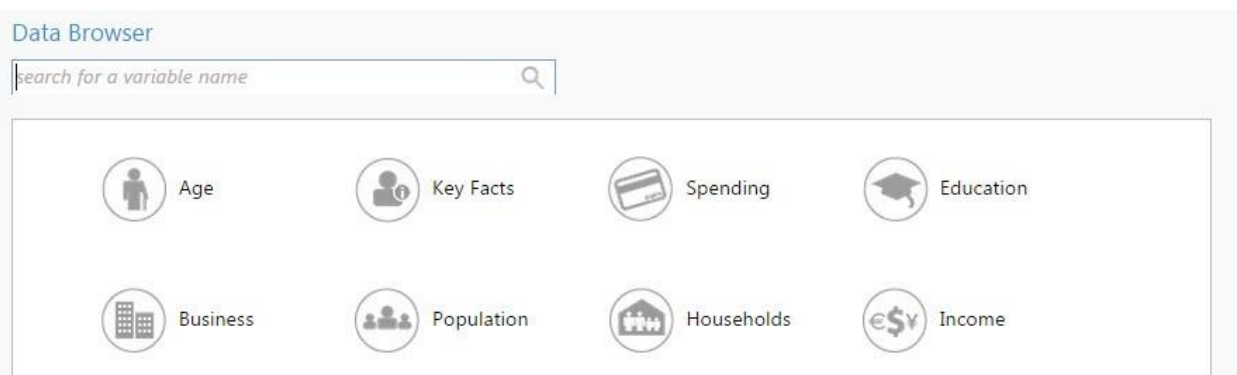 Data Browser
search for a variable name
Age
Key Facts
Spending
Education
Business
Population
Households
€$¥ Income